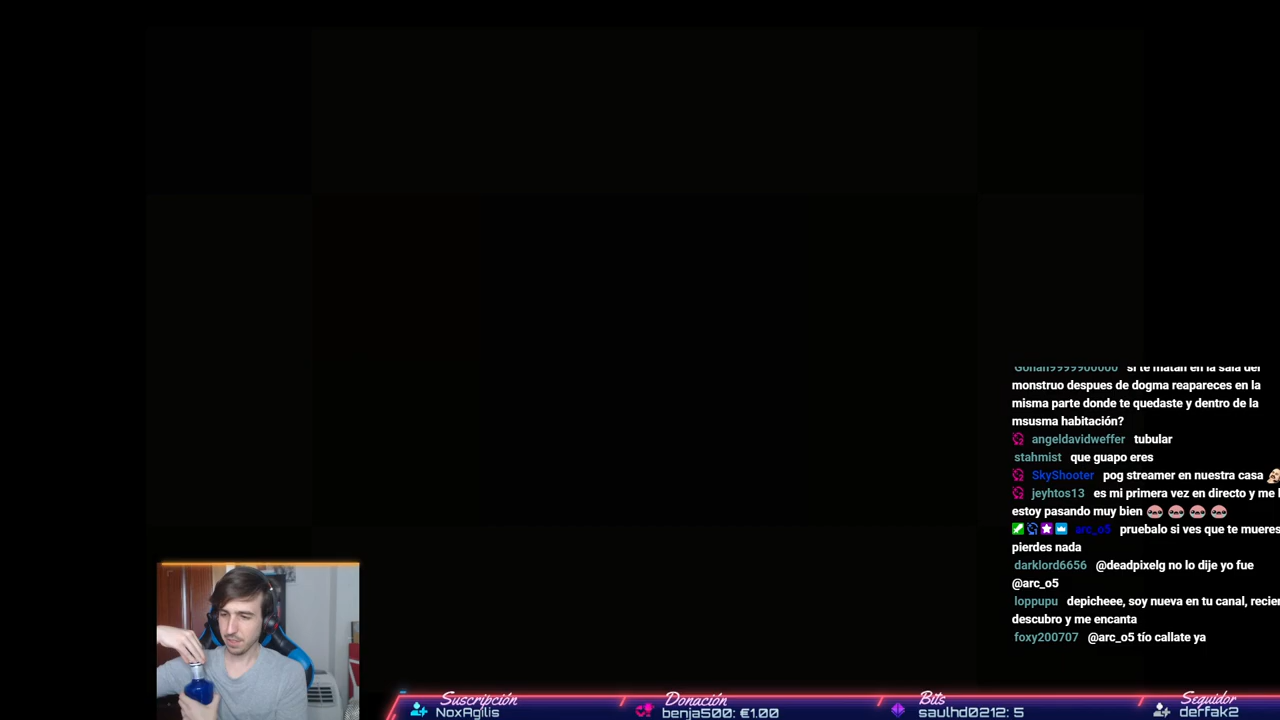 Gohan9999900000 si te matan en la sala del
monstruo despues de dogma reapareces en la
misma parte donde te quedaste y dentro de la
msusma habitación?
angeldavidweffer tubular
stahmist que guapo eres
SkyShooter pog streamer en nuestra casa
jeyhtos13 es mi primera vez en directo y me l
estoy pasando muy bien
arc_o5 pruebalo si ves que te mueres
pierdes nada
darklord6656 @deadpixelg no lo dije yo fue
@arc_o5
loppupu depicheee, soy nueva en tu canal, recien
descubro y me encanta
foxy200707 @arc_o5 tío callate ya
Suscripción
NoxAgilis
Donación
benja500: €1.00
Bits
saulhd0212: 5
Seguidor
derfak2